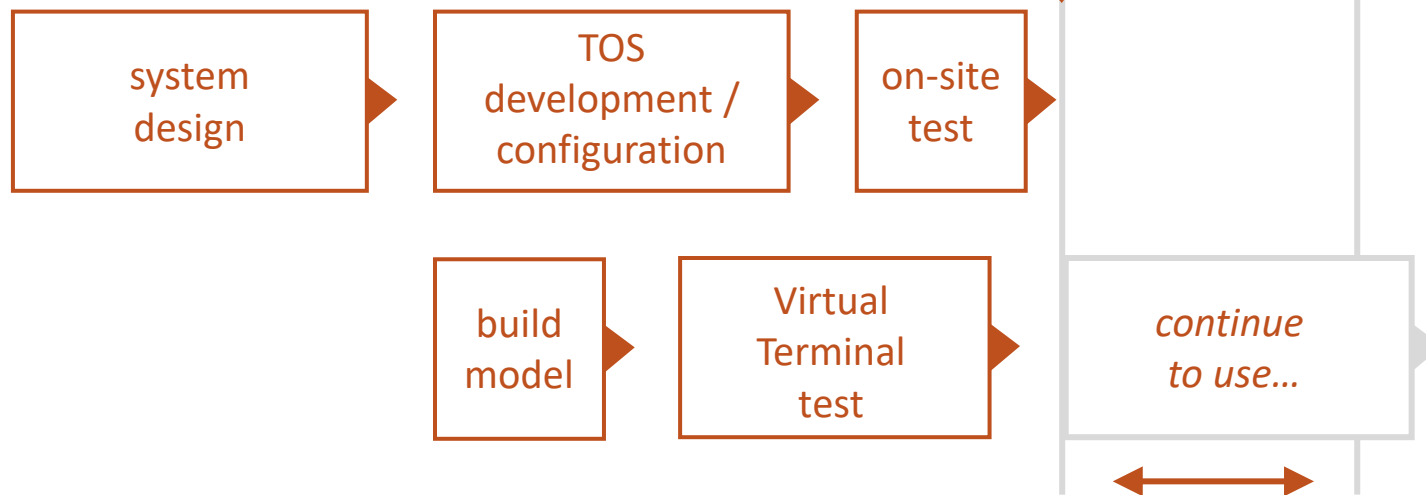 system
design
TOS
development /
configuration
on-site
test
build
model
Virtual
Terminal
test
continue
to use...